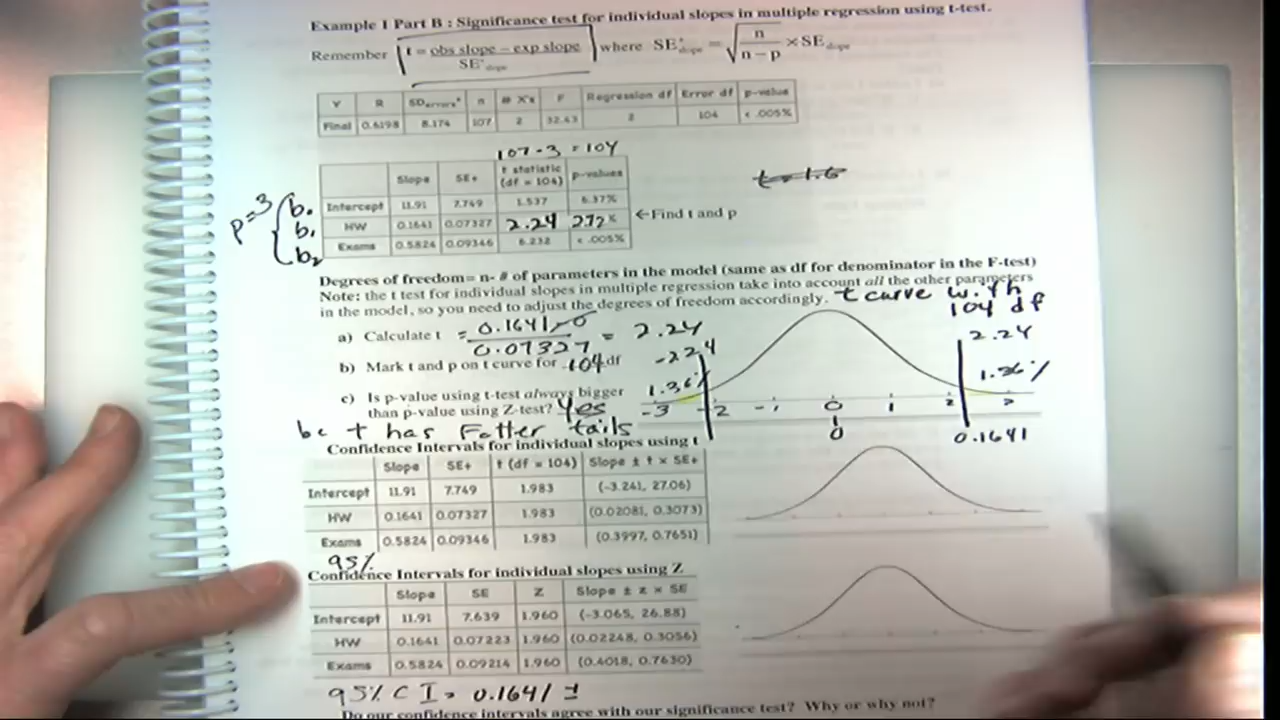 Example 1 Part B : Significance test for individual slopes in multiple regression using t-test.
Remember t = obs slope - exp slope / SE+slope where SE+slope = √ n / n - p × SE slope
Y R SDerrors+ n # X's F Regression df Error df p-value
Final 0.6198 8.174 107 2 32.43 2 104 < .005%
107 - 3 = 104
Slope SE+ t statistic (df = 104) p-values
t = 1.6
Intercept 11.91 7.749 1.537 6.37%
HW 0.1641 0.07327 2.24 2.72% ←Find t and p
Exams 0.5824 0.09346 6.232 < .005%
p=3 { b₀ b₁ b₂
Degrees of freedom= n- # of parameters in the model (same as df for denominator in the F-test)
Note: the t test for individual slopes in multiple regression take into account all the other parameters
in the model, so you need to adjust the degrees of freedom accordingly.
t curve with
104 df
a) Calculate t = 0.1641-0 / 0.07327 = 2.24
b) Mark t and p on t curve for 104 df
-2.24 2.24
1.36% 1.36%
c) Is p-value using t-test always bigger
than p-value using Z-test? Yes
-3 -2 -1 0 1 2 3
0 0.1641
bc t has Fatter tails
Confidence Intervals for individual slopes using t
Slope SE+ t (df = 104) Slope ± t × SE+
Intercept 11.91 7.749 1.983 (-3.241, 27.06)
HW 0.1641 0.07327 1.983 (0.02081, 0.3073)
Exams 0.5824 0.09346 1.983 (0.3997, 0.7651)
95%
Confidence Intervals for individual slopes using Z
Slope SE Z Slope ± z × SE
Intercept 11.91 7.639 1.960 (-3.065, 26.88)
HW 0.1641 0.07223 1.960 (0.02248, 0.3056)
Exams 0.5824 0.09214 1.960 (0.4018, 0.7630)
95% CI = 0.1641 ±
Do our confidence intervals agree with our significance test? Why or why not?